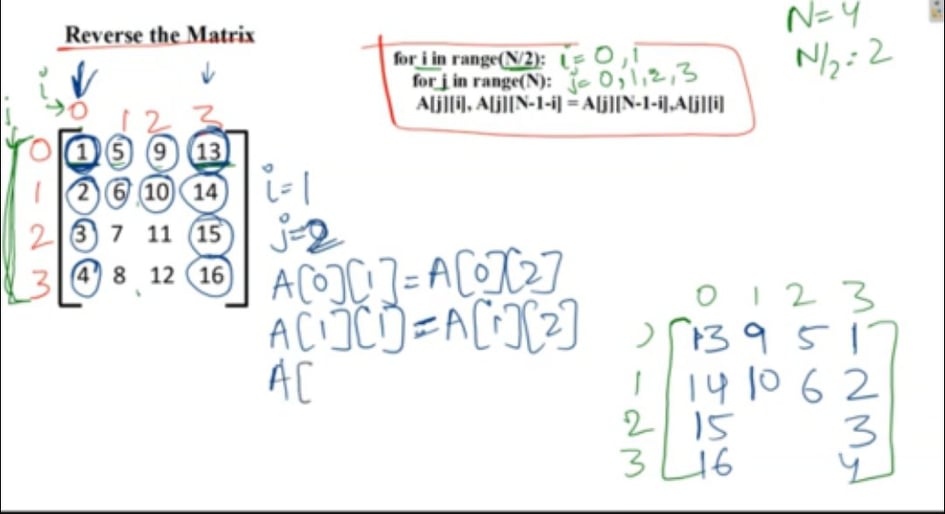 Reverse the Matrix
N=4
N/2=2
for i in range(N/2): i=0,1
for j in range(N): j=0,1,2,3
A[j][i], A[j][N-1-i] = A[j][N-1-i],A[j][i]
i
j
0 1 2 3
0 1 5 9 13
1 2 6 10 14
2 3 7 11 15
3 4 8 12 16
i=1
j=2
A[0][1]=A[0][2]
A[1][1]=A[1][2]
A[
0 1 2 3
13 9 5 1
1 14 10 6 2
2 15 3
3 16 4